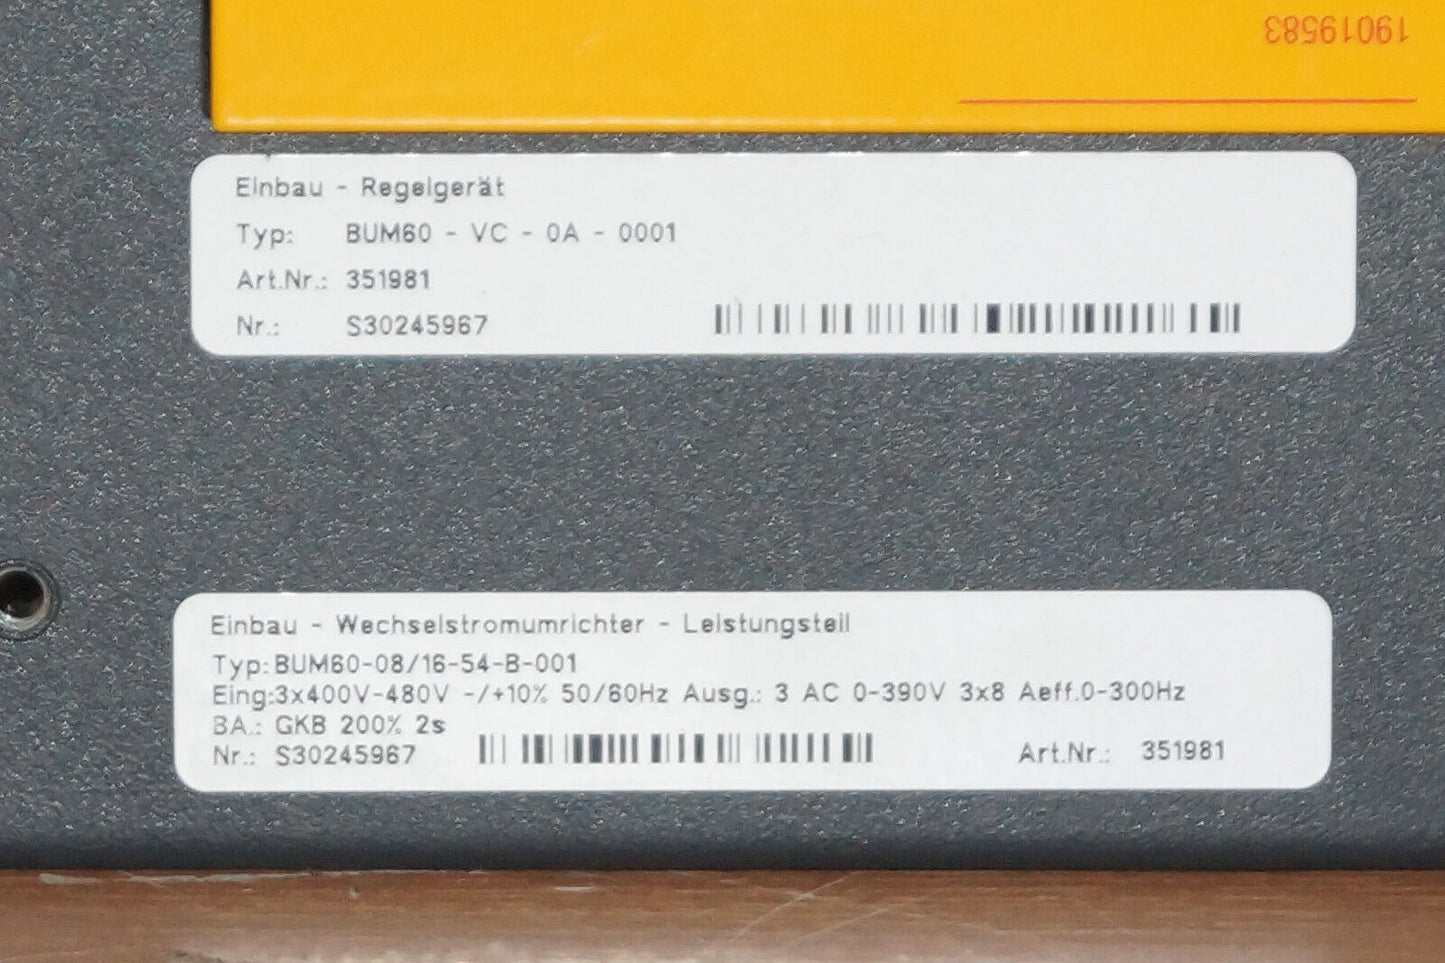 19019583
Einbau - Regelgerät
Typ: BUM60 - VC - 0A - 0001
Art.Nr.: 351981
Nr.: S30245967
Einbau - Wechselstromumrichter - Leistungsteil
Typ: BUM60-08/16-54-B-001
Eing:3x400V-480V -/+10% 50/60Hz Ausg.: 3 AC 0-390V 3x8 Aeff.0-300Hz
BA.: GKB 200% 2s
Nr.: S30245967 Art.Nr.: 351981